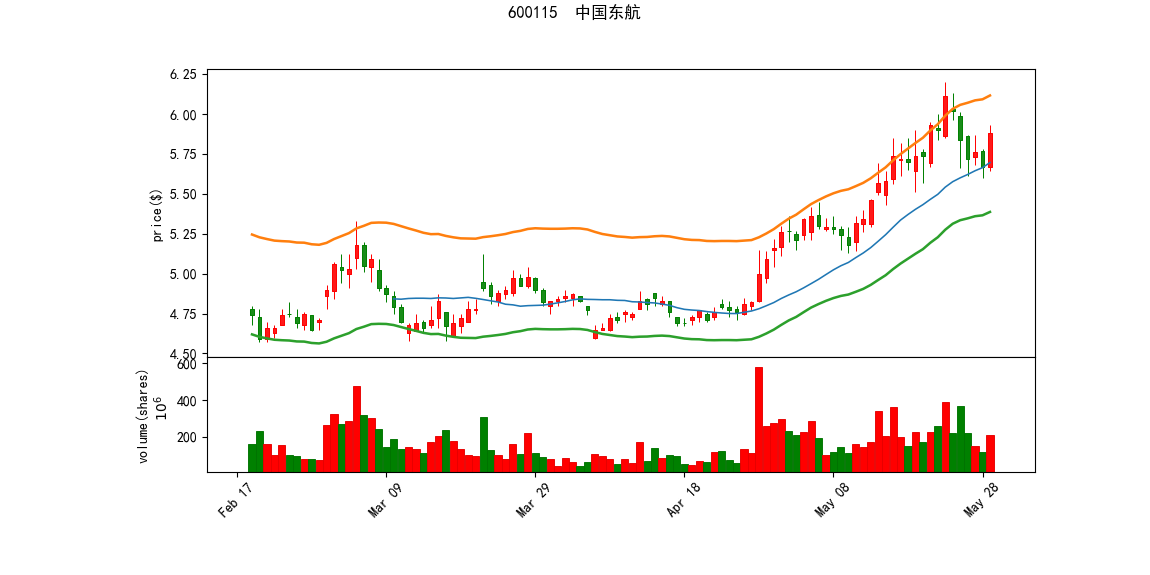 600115 中国东航
6.25
6.00
5.75
5.50
5.25
5.00
4.75
4.50
price($)
600
400
200
volume(shares)
10^6
Feb 17
Mar 09
Mar 29
Apr 18
May 08
May 28